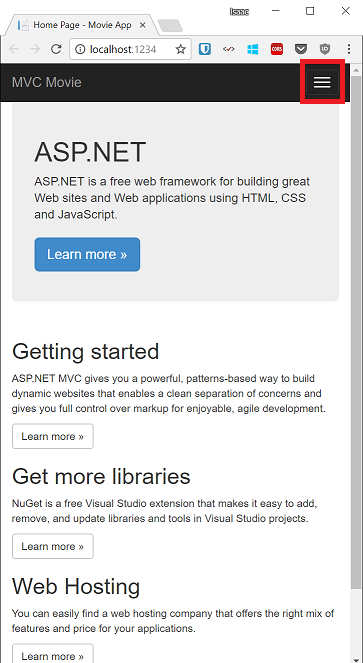 Isaac
Home Page - Movie App
localhost:1234
MVC Movie
ASP.NET
ASP.NET is a free web framework for building great
Web sites and Web applications using HTML, CSS
and JavaScript.
Learn more »
Getting started
ASP.NET MVC gives you a powerful, patterns-based way to build
dynamic websites that enables a clean separation of concerns and
gives you full control over markup for enjoyable, agile development.
Learn more »
Get more libraries
NuGet is a free Visual Studio extension that makes it easy to add,
remove, and update libraries and tools in Visual Studio projects.
Learn more »
Web Hosting
You can easily find a web hosting company that offers the right mix of
features and price for your applications.
Learn more »